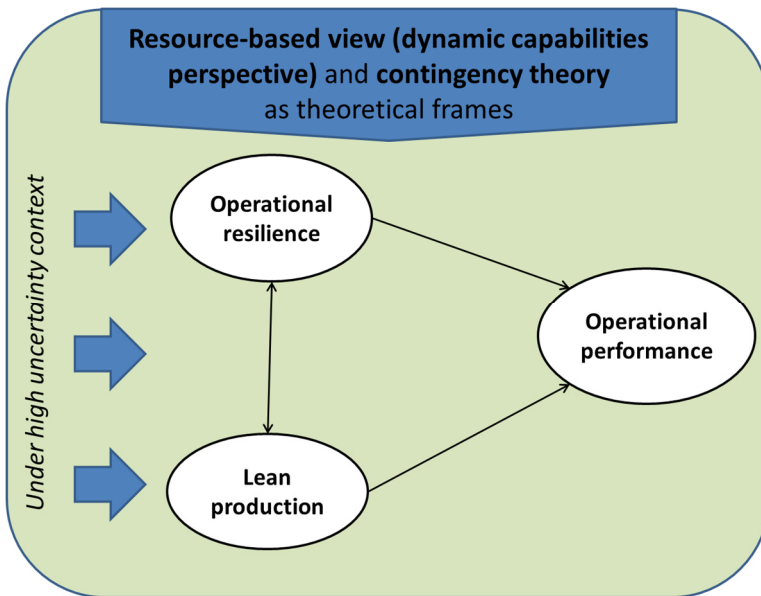 Resource-based view (dynamic capabilities
perspective) and contingency theory
as theoretical frames
Under high uncertainty context
Operational
resilience
Operational
performance
Lean
production